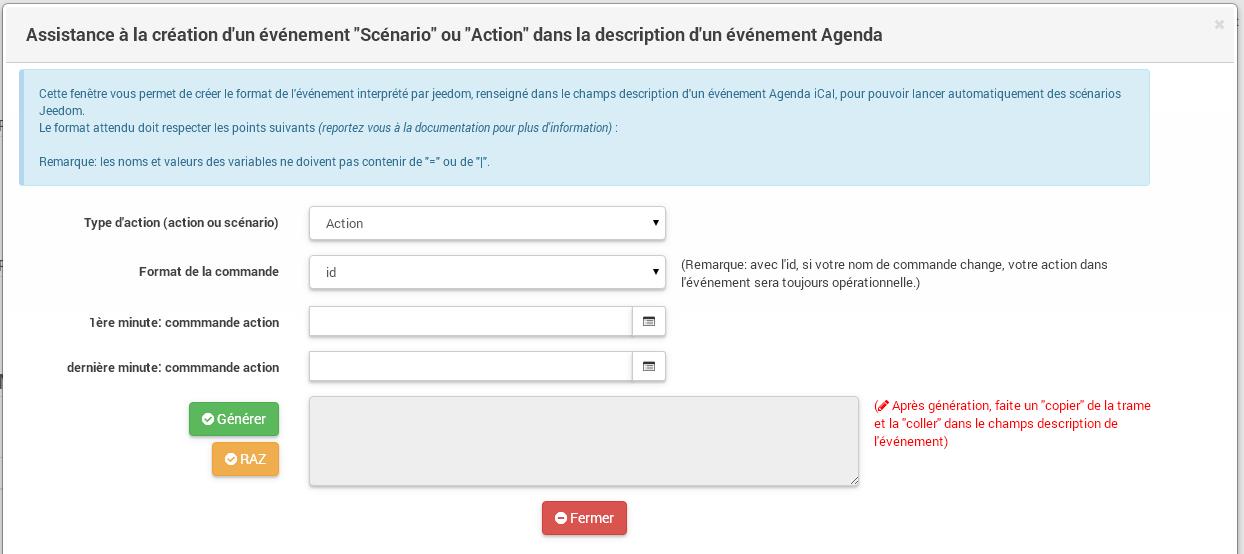 Assistance à la création d'un événement "Scénario" ou "Action" dans la description d'un événement Agenda
Cette fenêtre vous permet de créer le format de l'événement interprété par jeedom, renseigné dans le champs description d'un événement Agenda iCal, pour pouvoir lancer automatiquement des scénarios
Jeedom.
Le format attendu doit respecter les points suivants (reportez vous à la documentation pour plus d'information) :
Remarque: les noms et valeurs des variables ne doivent pas contenir de "=" ou de "|".
Type d'action (action ou scénario)
Action
Format de la commande
id
(Remarque: avec l'id, si votre nom de commande change, votre action dans
l'événement sera toujours opérationnelle.)
1ère minute: commmande action
dernière minute: commmande action
Générer
RAZ
(Après génération, faite un "copier" de la trame
et la "coller" dans le champs description de
l'événement)
Fermer